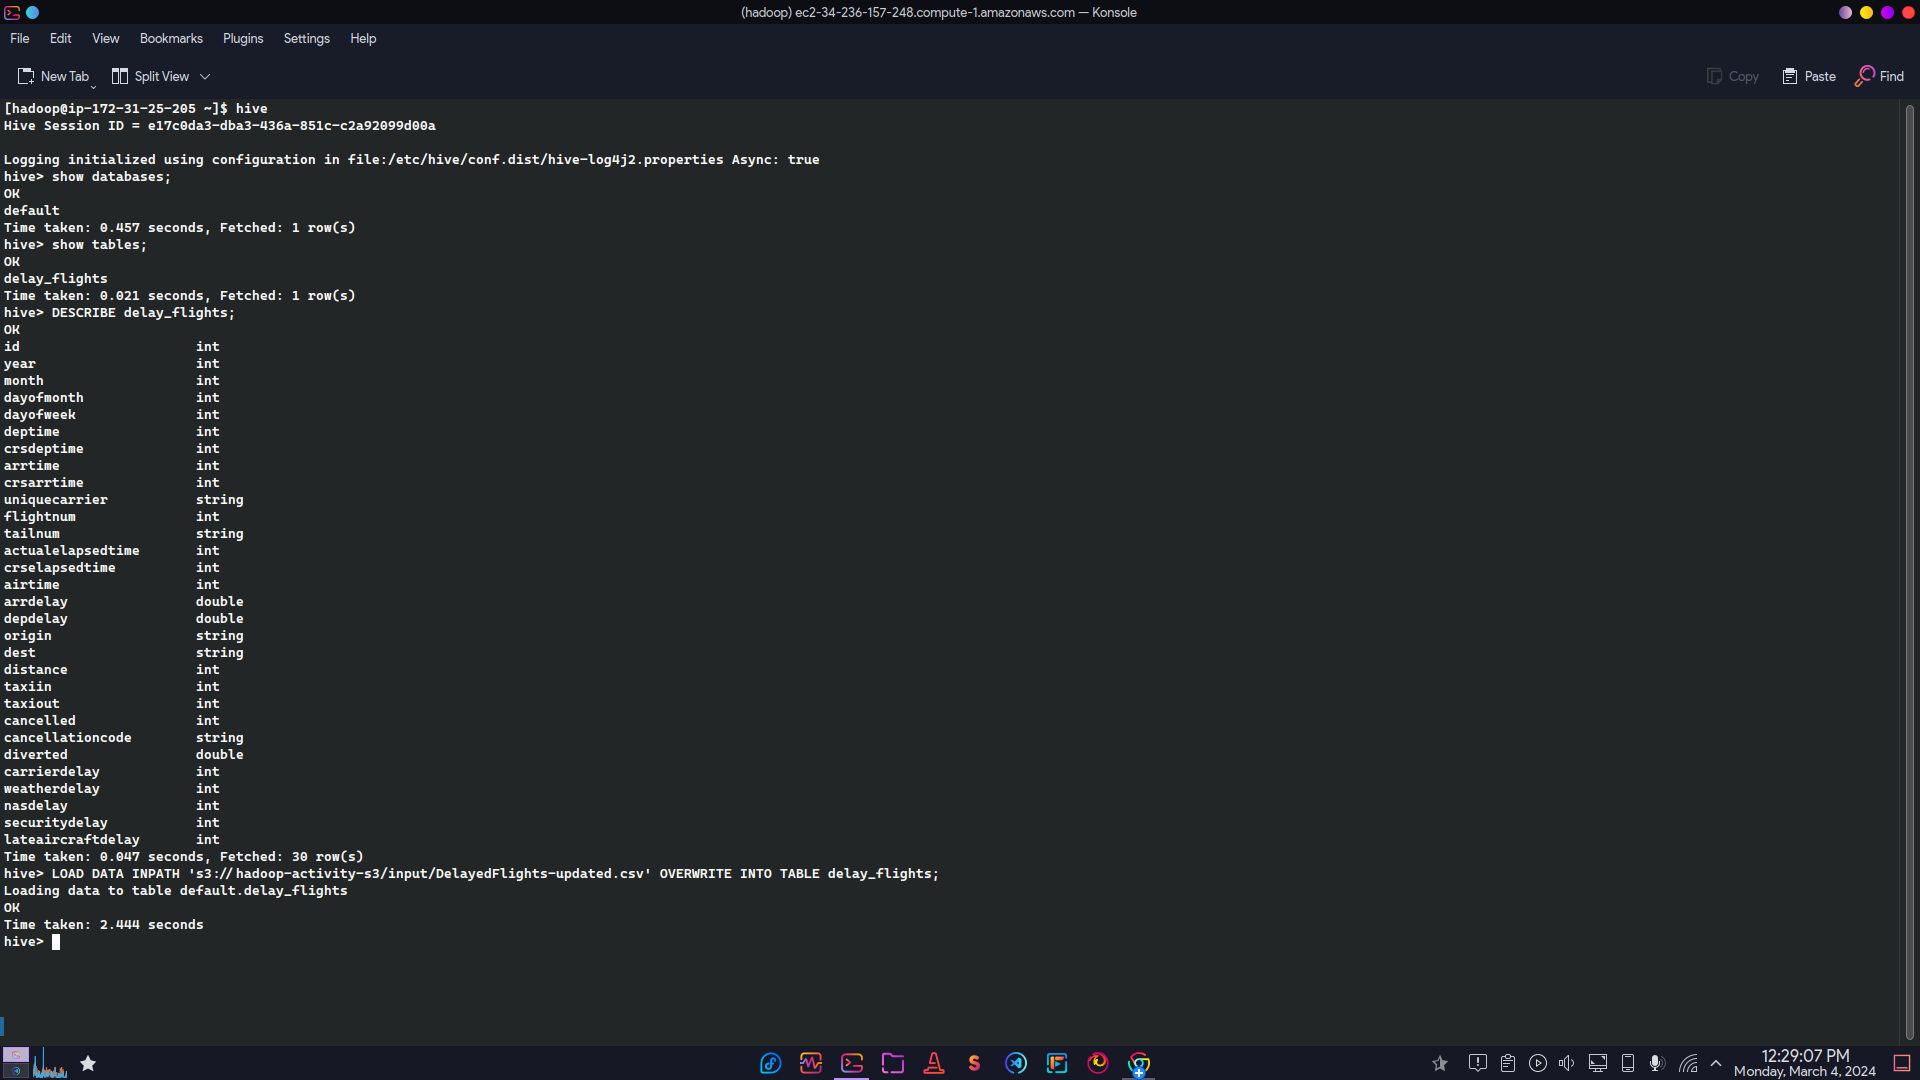 (hadoop) ec2-34-236-157-248.compute-1.amazonaws.com — Konsole
File Edit View Bookmarks Plugins Settings Help
New Tab Split View Copy Paste Find
[hadoop@ip-172-31-25-205 ~]$ hive
Hive Session ID = e17c0da3-dba3-436a-851c-c2a92099d00a
Logging initialized using configuration in file:/etc/hive/conf.dist/hive-log4j2.properties Async: true
hive> show databases;
OK
default
Time taken: 0.457 seconds, Fetched: 1 row(s)
hive> show tables;
OK
delay_flights
Time taken: 0.021 seconds, Fetched: 1 row(s)
hive> DESCRIBE delay_flights;
OK
id int
year int
month int
dayofmonth int
dayofweek int
deptime int
crsdeptime int
arrtime int
crsarrtime int
uniquecarrier string
flightnum int
tailnum string
actualelapsedtime int
crselapsedtime int
airtime int
arrdelay double
depdelay double
origin string
dest string
distance int
taxiin int
taxiout int
cancelled int
cancellationcode string
diverted double
carrierdelay int
weatherdelay int
nasdelay int
securitydelay int
lateaircraftdelay int
Time taken: 0.047 seconds, Fetched: 30 row(s)
hive> LOAD DATA INPATH 's3://hadoop-activity-s3/input/DelayedFlights-updated.csv' OVERWRITE INTO TABLE delay_flights;
Loading data to table default.delay_flights
OK
Time taken: 2.444 seconds
hive>
12:29:07 PM
Monday, March 4, 2024